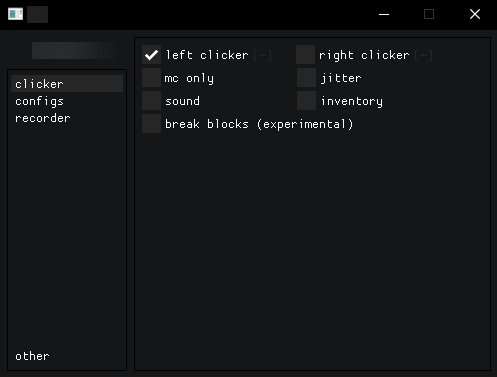 left clicker [~] right clicker [~]
clicker mc only jitter
configs sound inventory
recorder break blocks (experimental)
other